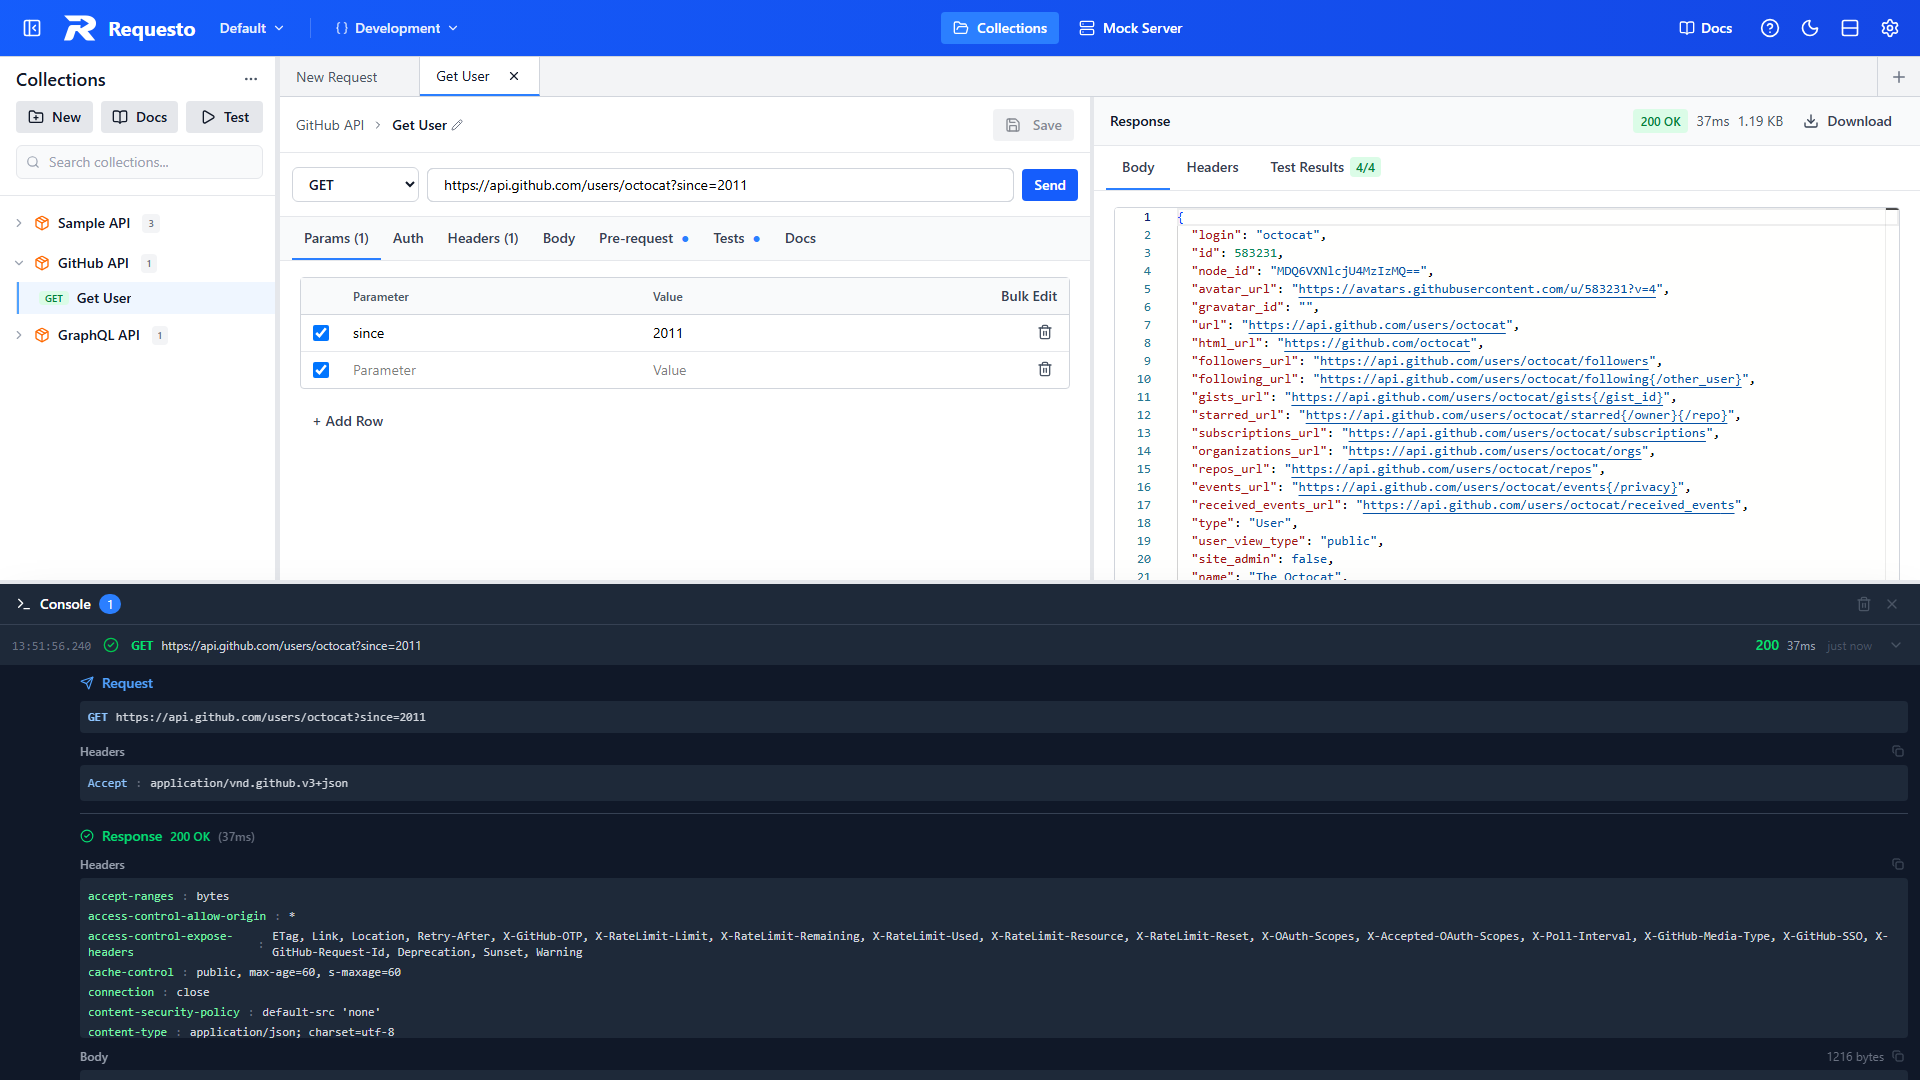 Requesto
Default
{ } Development
Collections
Mock Server
Docs
Collections
New
Docs
Test
Search collections...
Sample API 3
GitHub API 1
GET Get User
GraphQL API 1
New Request
Get User
GitHub API > Get User
Save
GET
https://api.github.com/users/octocat?since=2011
Send
Params (1)
Auth
Headers (1)
Body
Pre-request
Tests
Docs
Parameter
Value
Bulk Edit
since
2011
Parameter
Value
+ Add Row
Response
200 OK
37ms
1.19 KB
Download
Body
Headers
Test Results 4/4
1 {
2 "login": "octocat",
3 "id": 583231,
4 "node_id": "MDQ6VXNlcjU4MzIzMQ==",
5 "avatar_url": "https://avatars.githubusercontent.com/u/583231?v=4",
6 "gravatar_id": "",
7 "url": "https://api.github.com/users/octocat",
8 "html_url": "https://github.com/octocat",
9 "followers_url": "https://api.github.com/users/octocat/followers",
10 "following_url": "https://api.github.com/users/octocat/following{/other_user}",
11 "gists_url": "https://api.github.com/users/octocat/gists{/gist_id}",
12 "starred_url": "https://api.github.com/users/octocat/starred{/owner}{/repo}",
13 "subscriptions_url": "https://api.github.com/users/octocat/subscriptions",
14 "organizations_url": "https://api.github.com/users/octocat/orgs",
15 "repos_url": "https://api.github.com/users/octocat/repos",
16 "events_url": "https://api.github.com/users/octocat/events{/privacy}",
17 "received_events_url": "https://api.github.com/users/octocat/received_events",
18 "type": "User",
19 "user_view_type": "public",
20 "site_admin": false,
21 "name": "The Octocat",
Console 1
13:51:56.240 GET https://api.github.com/users/octocat?since=2011
200 37ms just now
Request
GET https://api.github.com/users/octocat?since=2011
Headers
Accept : application/vnd.github.v3+json
Response 200 OK (37ms)
Headers
accept-ranges : bytes
access-control-allow-origin : *
access-control-expose-headers : ETag, Link, Location, Retry-After, X-GitHub-OTP, X-RateLimit-Limit, X-RateLimit-Remaining, X-RateLimit-Used, X-RateLimit-Resource, X-RateLimit-Reset, X-OAuth-Scopes, X-Accepted-OAuth-Scopes, X-Poll-Interval, X-GitHub-Media-Type, X-GitHub-SSO, X-
GitHub-Request-Id, Deprecation, Sunset, Warning
cache-control : public, max-age=60, s-maxage=60
connection : close
content-security-policy : default-src 'none'
content-type : application/json; charset=utf-8
Body
1216 bytes